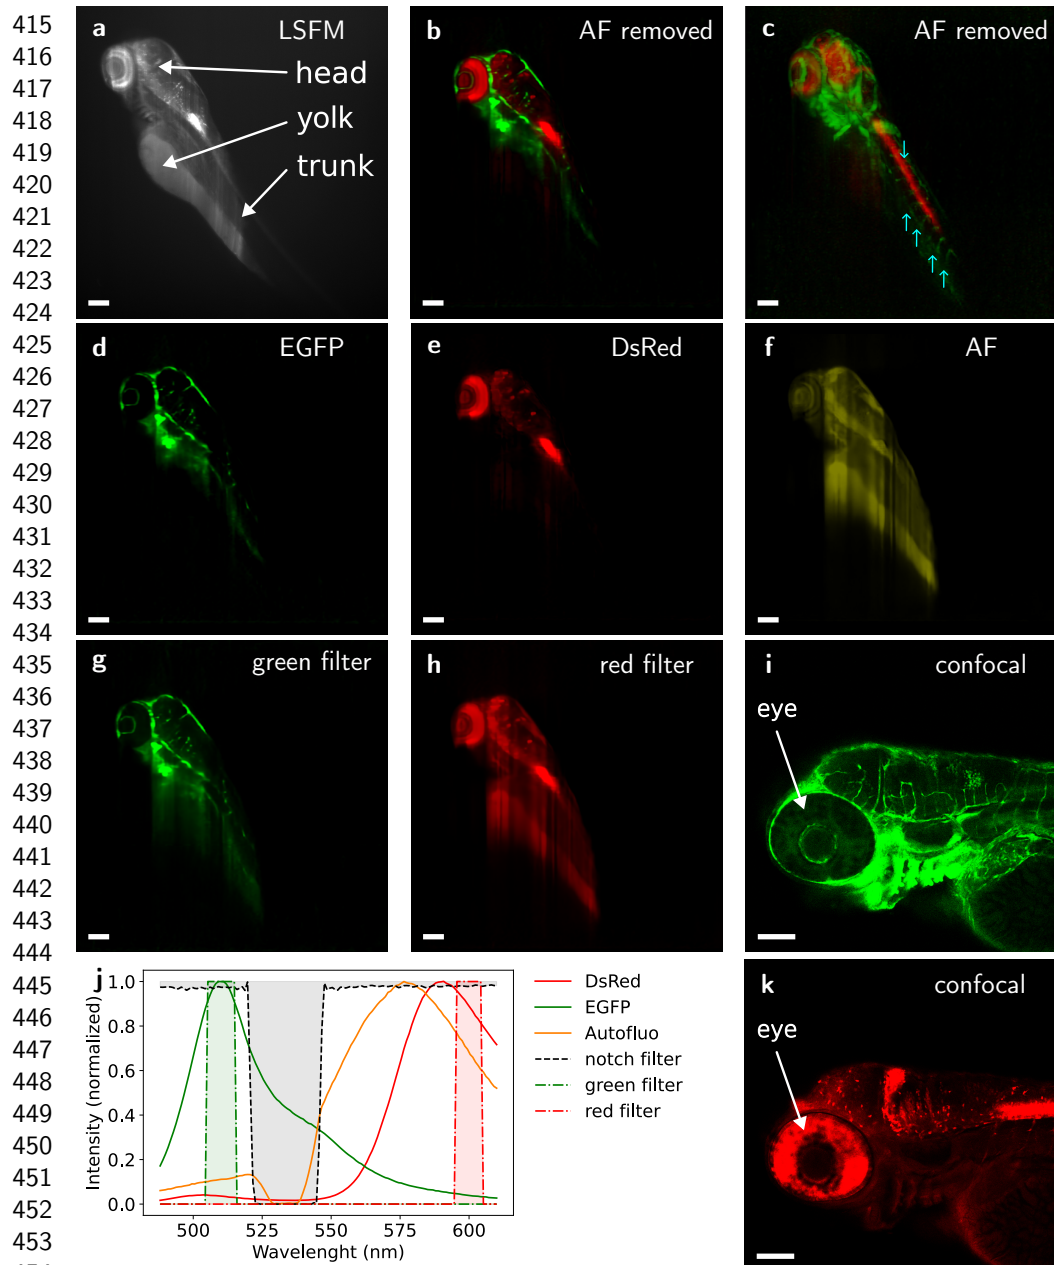 415
416
417
418
419
420
421
422
423
424
425
426
427
428
429
430
431
432
433
434
435
436
437
438
439
440
441
442
443
444
445
446
447
448
449
450
451
452
453
a LSFM
head
yolk
trunk
b AF removed
c AF removed
d EGFP
e DsRed
f AF
g green filter
h red filter
i confocal
eye
j
Intensity (normalized)
1.0
0.8
0.6
0.4
0.2
0.0
500 525 550 575 600
Wavelenght (nm)
DsRed
EGFP
Autofluo
notch filter
green filter
red filter
k confocal
eye